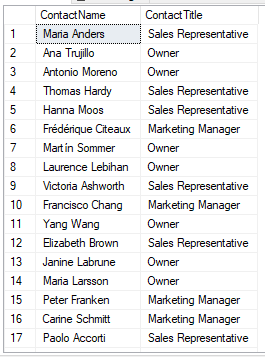 ContactName ContactTitle
1 Maria Anders Sales Representative
2 Ana Trujillo Owner
3 Antonio Moreno Owner
4 Thomas Hardy Sales Representative
5 Hanna Moos Sales Representative
6 Frédérique Citeaux Marketing Manager
7 Martín Sommer Owner
8 Laurence Lebihan Owner
9 Victoria Ashworth Sales Representative
10 Francisco Chang Marketing Manager
11 Yang Wang Owner
12 Elizabeth Brown Sales Representative
13 Janine Labrune Owner
14 Maria Larsson Owner
15 Peter Franken Marketing Manager
16 Carine Schmitt Marketing Manager
17 Paolo Accorti Sales Representative